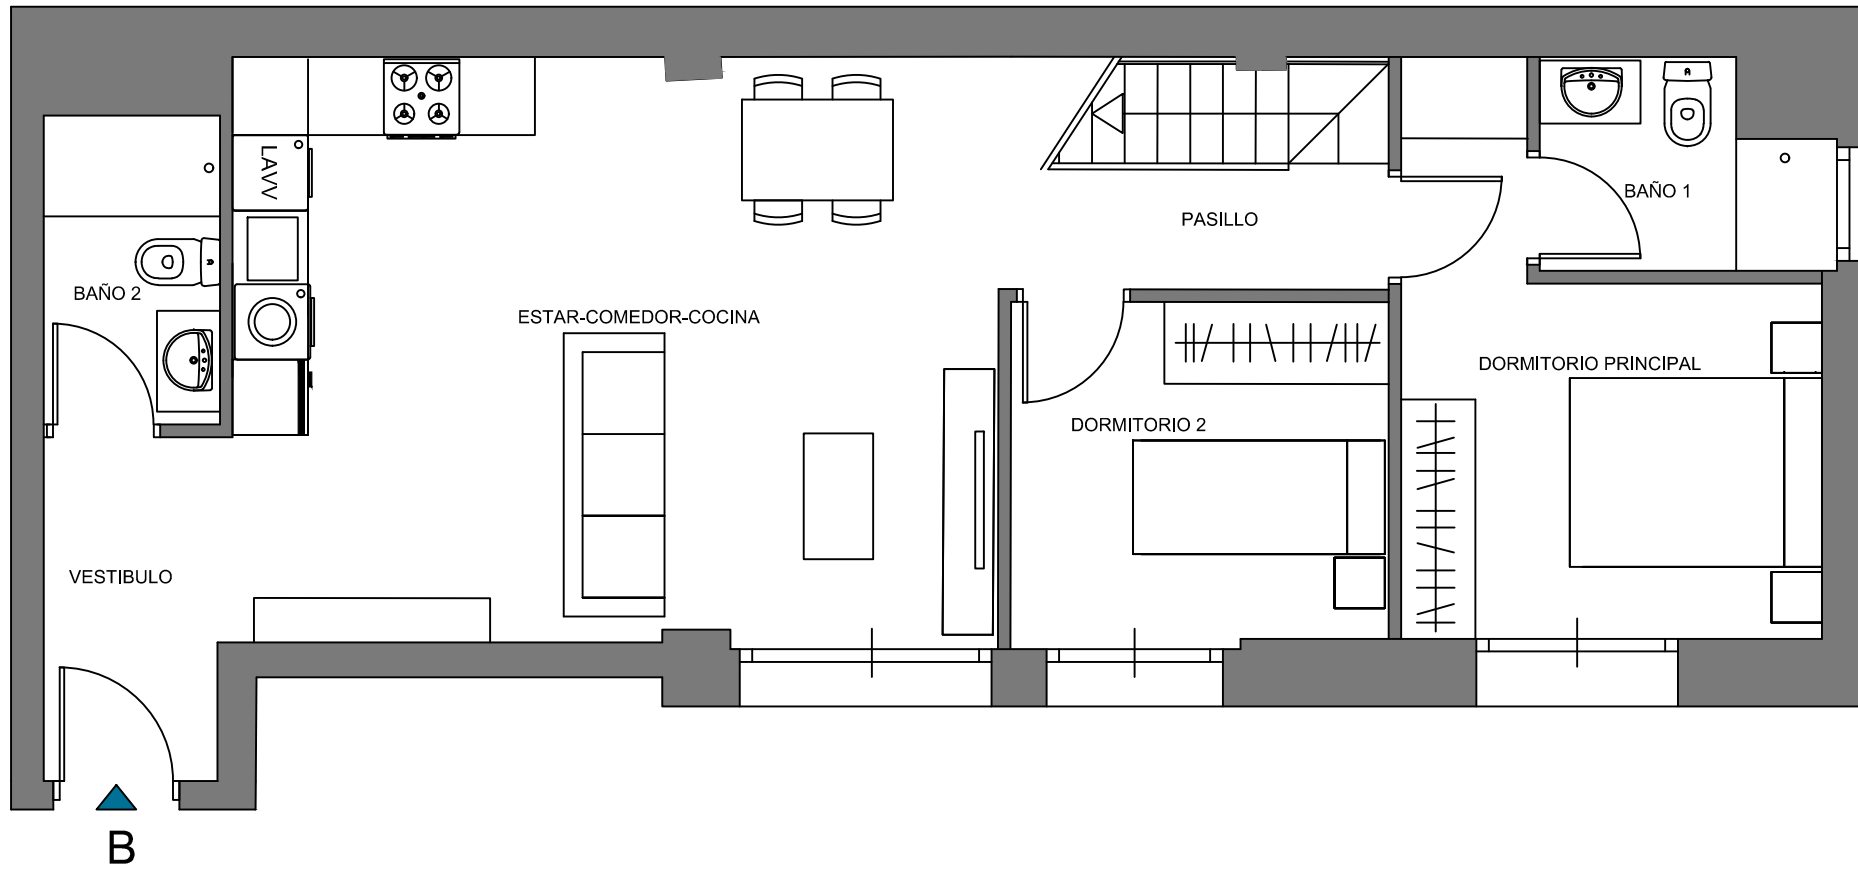 LAVV
BAÑO 1
PASILLO
BAÑO 2
ESTAR-COMEDOR-COCINA
DORMITORIO PRINCIPAL
DORMITORIO 2
VESTIBULO
B